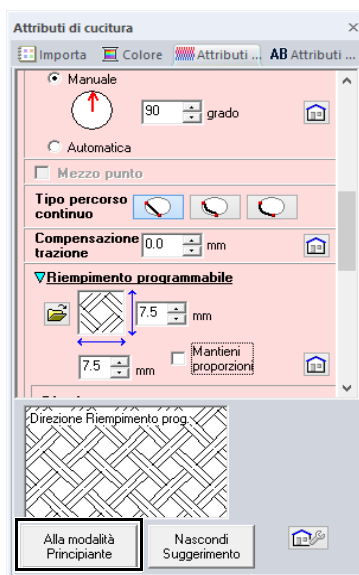 Attributi di cucitura
Importa Colore Attributi ... AB Attributi ...
Manuale
90 grado
Automatica
Mezzo punto
Tipo percorso
continuo
Compensazione
trazione 0.0 mm
Riempimento programmabile
7.5 mm
7.5 mm Mantieni
proporzioni
Direzione Riempimento prog.
Alla modalità
Principiante
Nascondi
Suggerimento